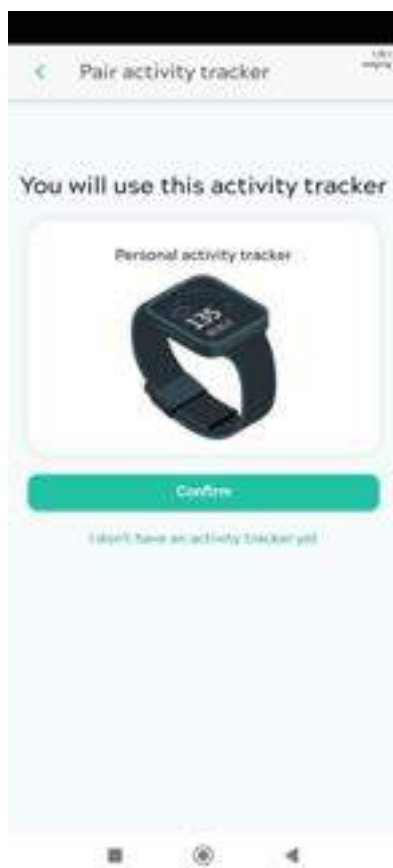 Pair activity tracker
You will use this activity tracker
Personal activity tracker
135
Confirm
I don't have an activity tracker yet